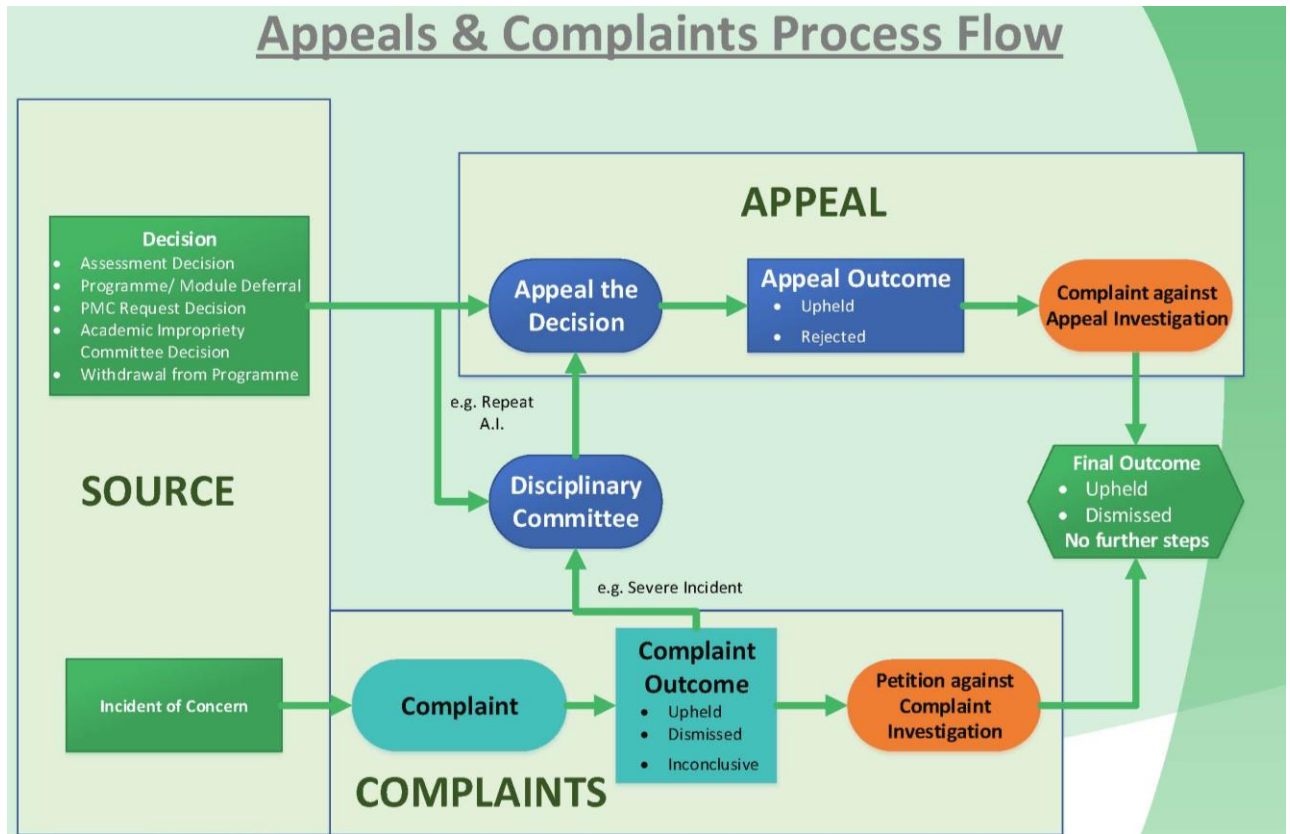 Appeals & Complaints Process Flow
APPEAL
Decision
• Assessment Decision
• Programme/ Module Deferral
• PMC Request Decision
• Academic Impropriety
Committee Decision
• Withdrawal from Programme
Appeal the
Decision
Appeal Outcome
• Upheld
• Rejected
Complaint against
Appeal Investigation
e.g. Repeat
A.I.
SOURCE
Disciplinary
Committee
Final Outcome
• Upheld
• Dismissed
No further steps
e.g. Severe Incident
Incident of Concern
Complaint
Complaint
Outcome
• Upheld
• Dismissed
• Inconclusive
Petition against
Complaint
Investigation
COMPLAINTS